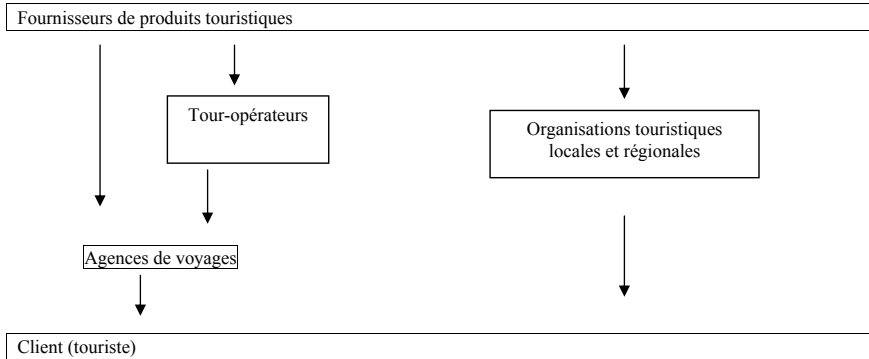 Fournisseurs de produits touristiques
Tour-opérateurs
Organisations touristiques
locales et régionales
Agences de voyages
Client (touriste)